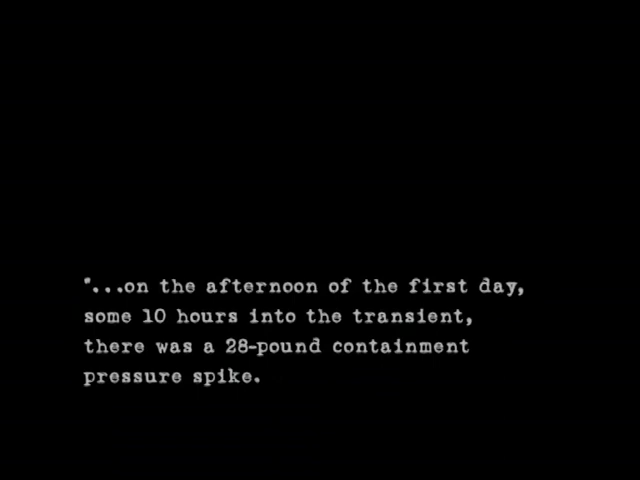 "...on the afternoon of the first day,
some 10 hours into the transient,
there was a 28-pound containment
pressure spike.